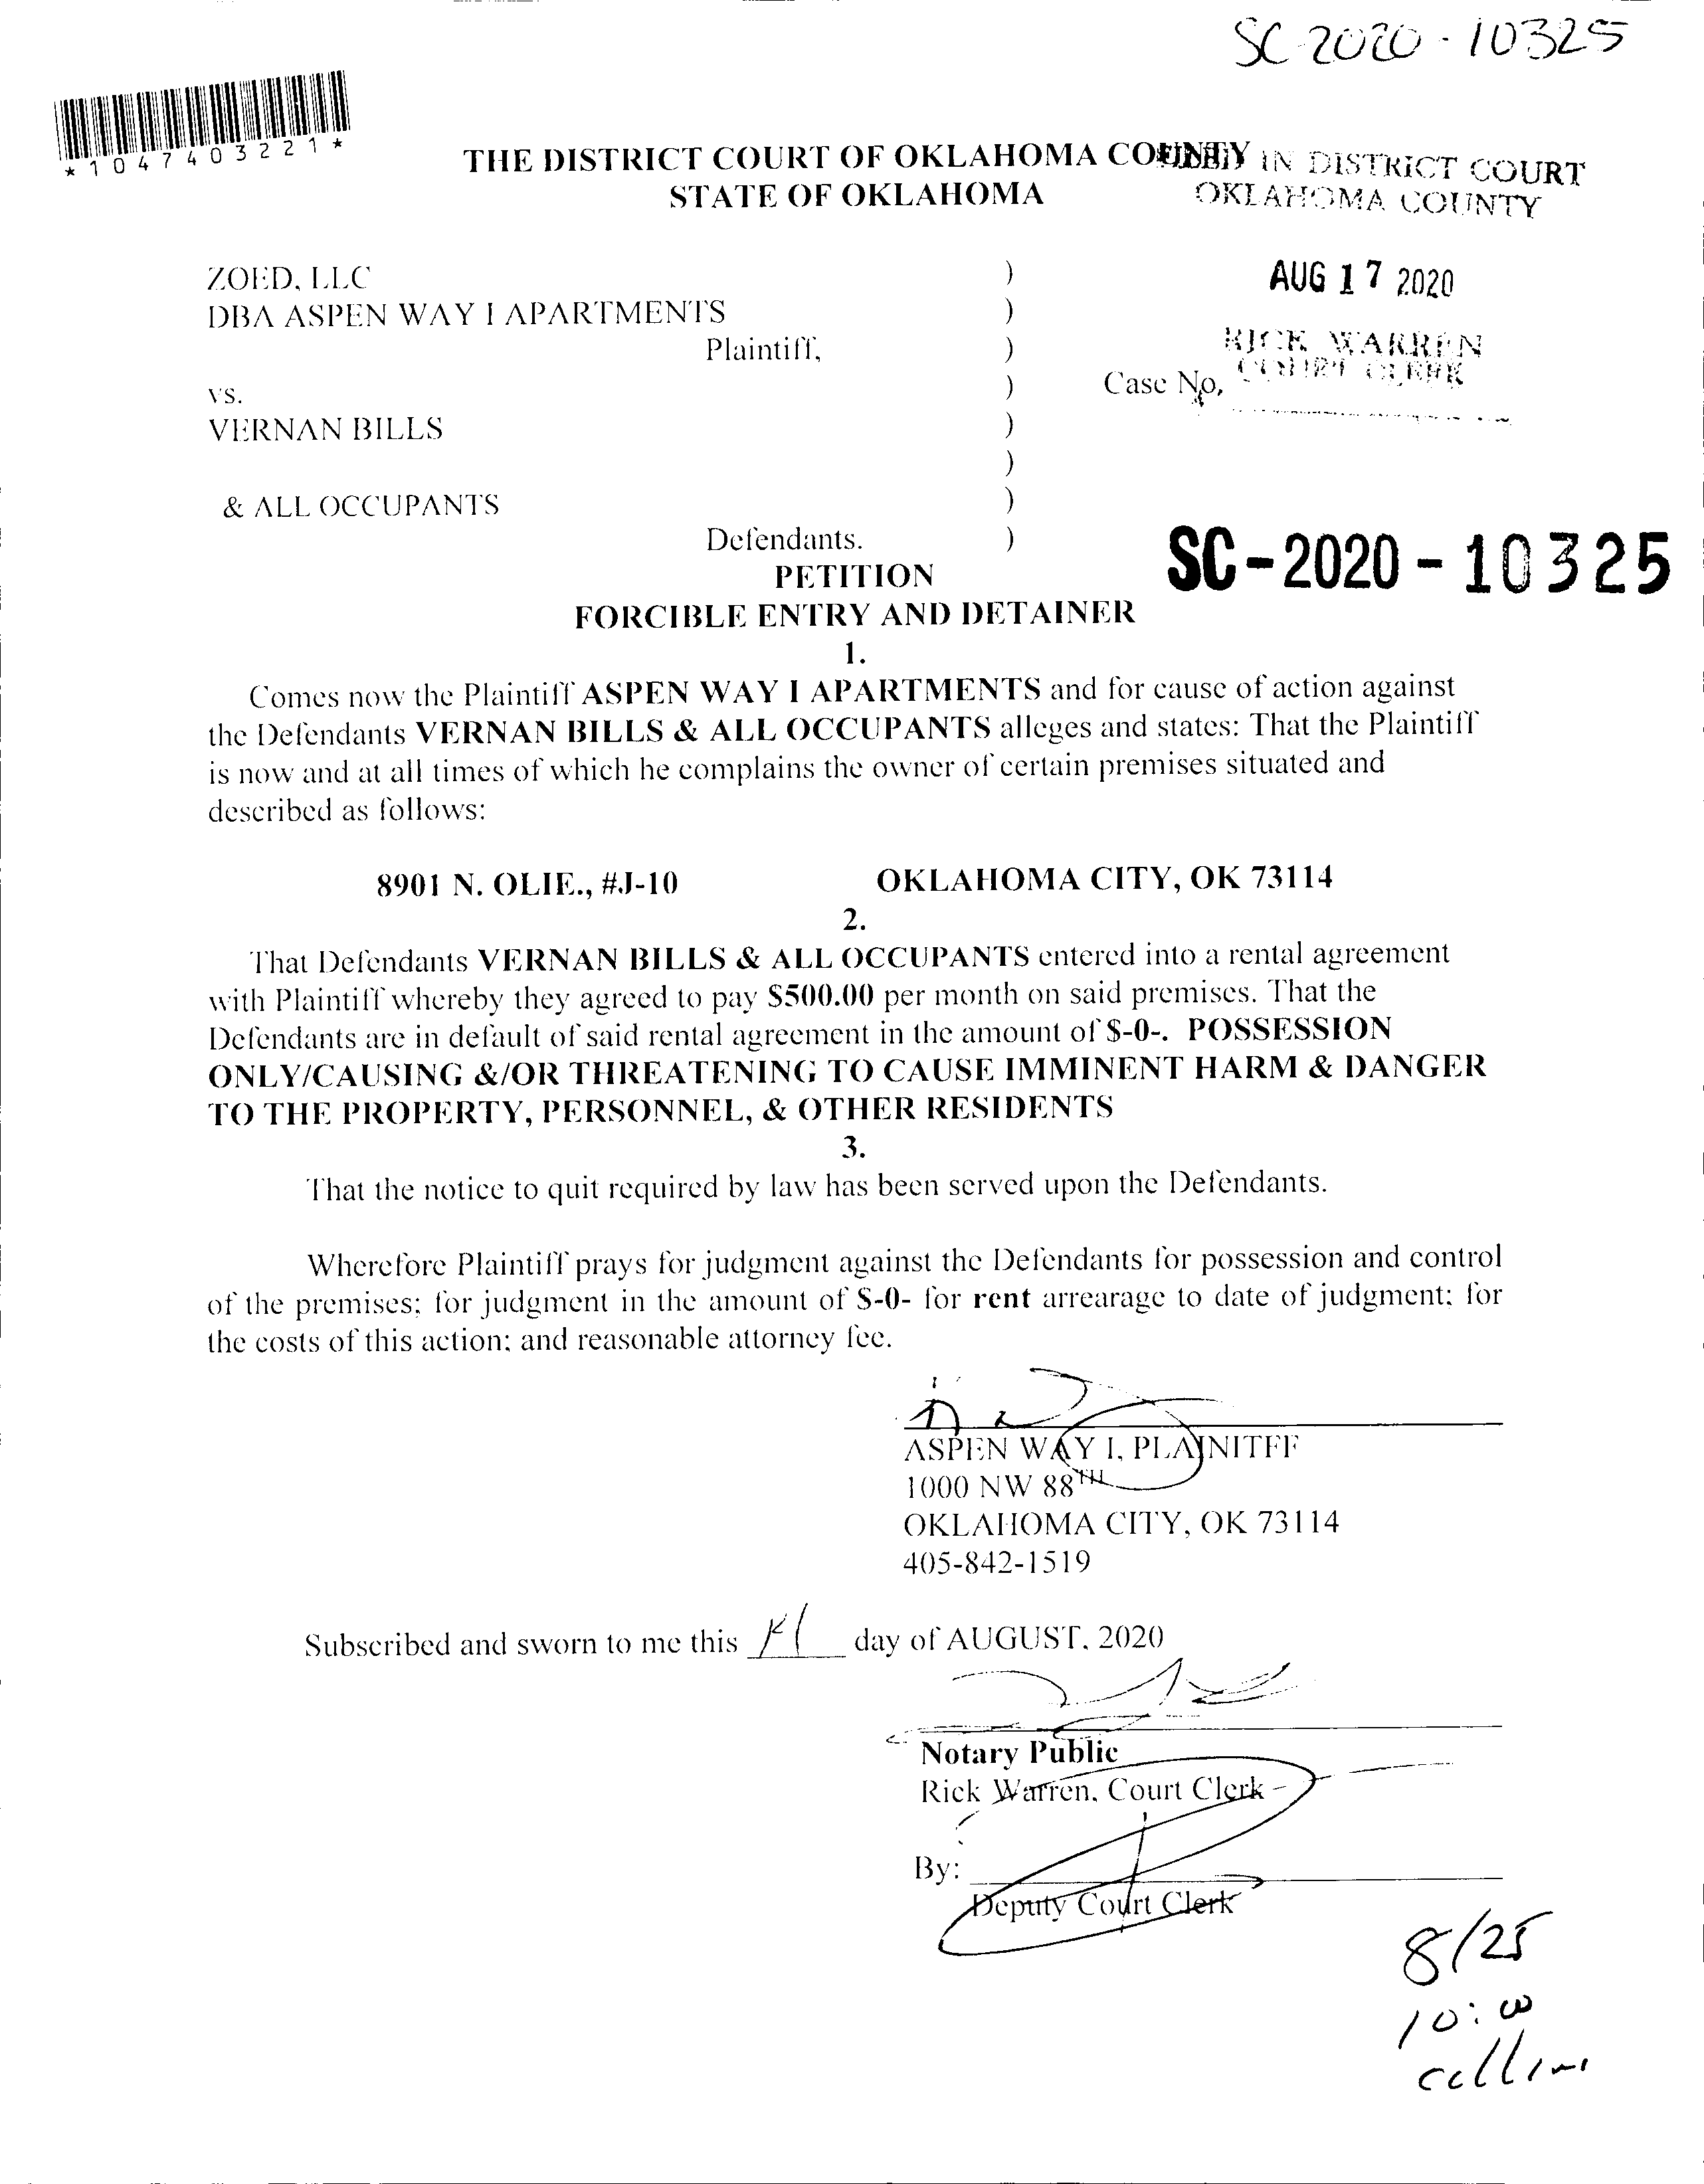 SC-2020-10325
*1047403221*
THE DISTRICT COURT OF OKLAHOMA COUNTY
STATE OF OKLAHOMA
IN DISTRICT COURT
OKLAHOMA COUNTY
AUG 17 2020
RICK WARREN
COURT CLERK
ZOED, LLC )
DBA ASPEN WAY I APARTMENTS )
Plaintiff, )
vs. ) Case No.
VERNAN BILLS )
)
& ALL OCCUPANTS )
Defendants. )
SC-2020-10325
PETITION
FORCIBLE ENTRY AND DETAINER
1.
Comes now the Plaintiff ASPEN WAY I APARTMENTS and for cause of action against
the Defendants VERNAN BILLS & ALL OCCUPANTS alleges and states: That the Plaintiff
is now and at all times of which he complains the owner of certain premises situated and
described as follows:
8901 N. OLIE., #J-10 OKLAHOMA CITY, OK 73114
2.
That Defendants VERNAN BILLS & ALL OCCUPANTS entered into a rental agreement
with Plaintiff whereby they agreed to pay $500.00 per month on said premises. That the
Defendants are in default of said rental agreement in the amount of $-0-. POSSESSION
ONLY/CAUSING &/OR THREATENING TO CAUSE IMMINENT HARM & DANGER
TO THE PROPERTY, PERSONNEL, & OTHER RESIDENTS
3.
That the notice to quit required by law has been served upon the Defendants.
Wherefore Plaintiff prays for judgment against the Defendants for possession and control
of the premises; for judgment in the amount of $-0- for rent arrearage to date of judgment; for
the costs of this action; and reasonable attorney fee.
ASPEN WAY I, PLAINITFF
1000 NW 88TH
OKLAHOMA CITY, OK 73114
405-842-1519
Subscribed and sworn to me this day of AUGUST, 2020
Notary Public
Rick Warren, Court Clerk
By:
Deputy Court Clerk
8/25
10:00